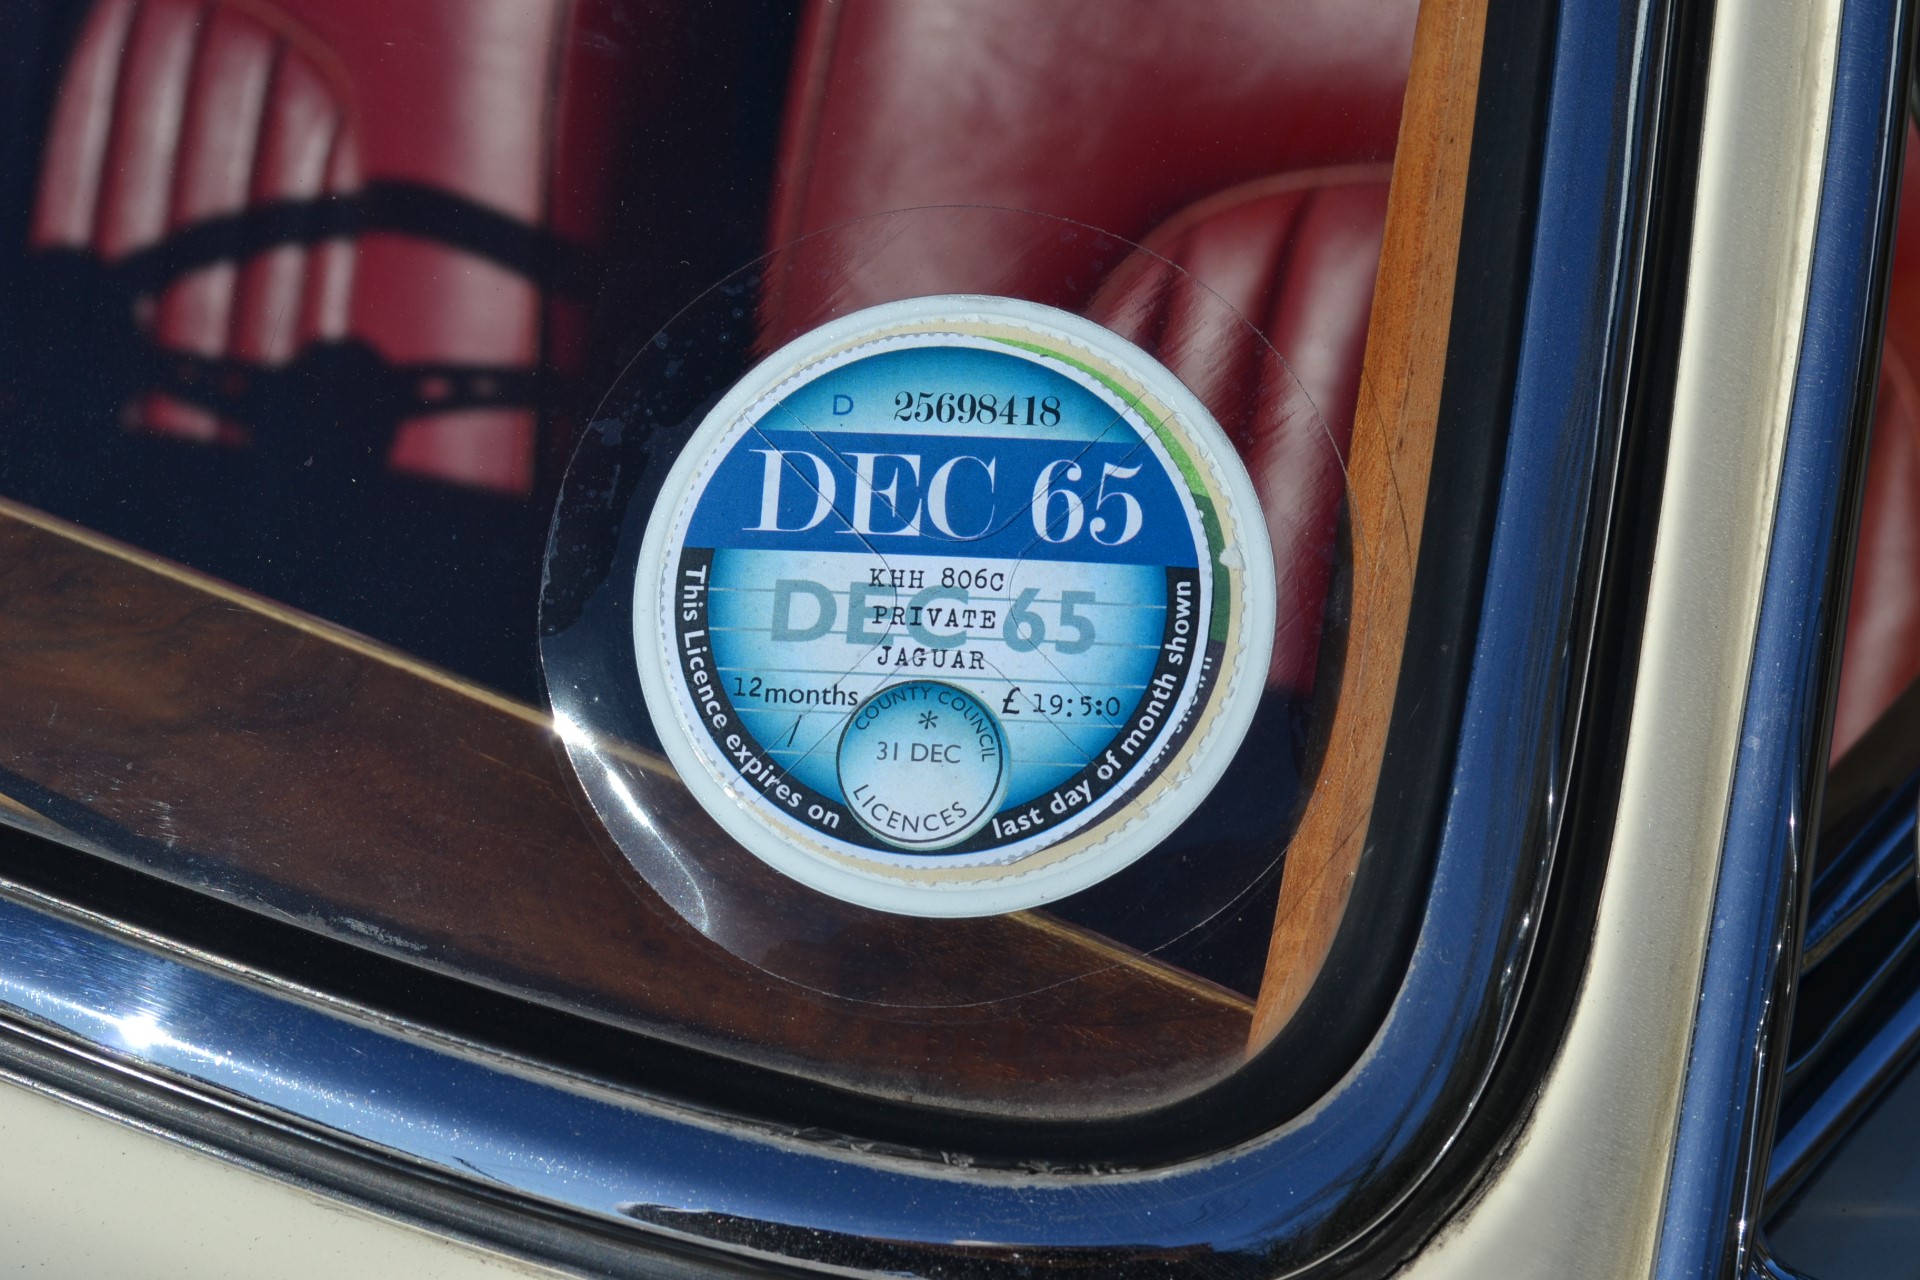 D 25698418
DEC 65
KHH 806C
DEC 65
PRIVATE
JAGUAR
12months £ 19:5:0
COUNTY COUNCIL
*
31 DEC
LICENCES
This Licence expires on last day of month shown